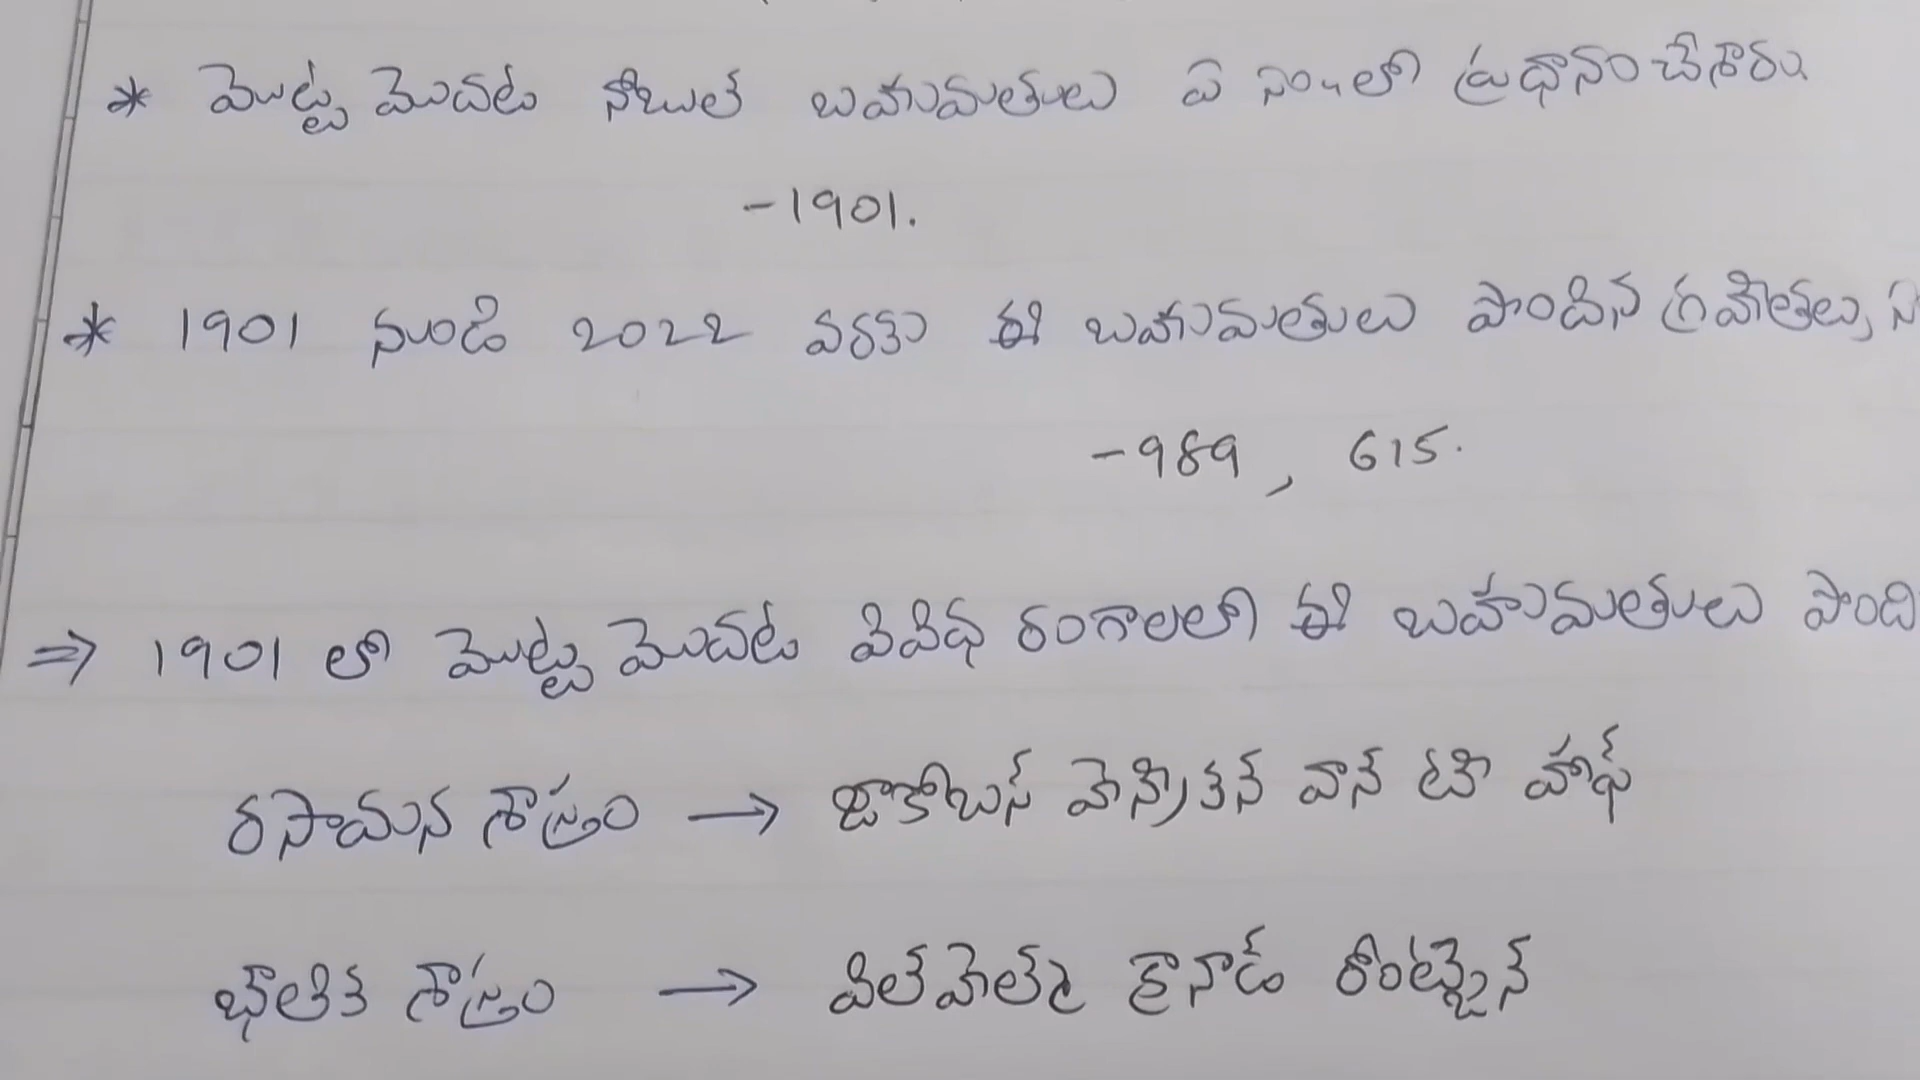 * మొట్ట మొదట నోబుల్ బహుమతులు ఏ సం॥లో ప్రధానం చేశారు.
-1901.
* 1901 నుండి 2022 వరకు ఈ బహుమతులు పొందిన గ్రహీతలు,
-989, 615.
⇒ 1901 లో మొట్ట మొదట వివిధ రంగాలలో ఈ బహుమతులు పొంది
రసాయన శాస్త్రం → జాకోబస్ హెన్రికన్ వాన్ టి హాఫ్
భౌతిక శాస్త్రం → విల్‌హెల్మ్ క్రానాడ్ రోంట్జెన్